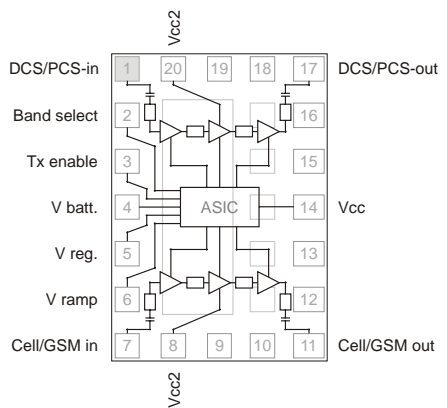 Vcc2
DCS/PCS-in 1 20 19 18 17 DCS/PCS-out
Band select 2 16
Tx enable 3 15
V batt. 4 ASIC 14 Vcc
V reg. 5 13
V ramp 6 12
Cell/GSM in 7 8 9 10 11 Cell/GSM out
Vcc2